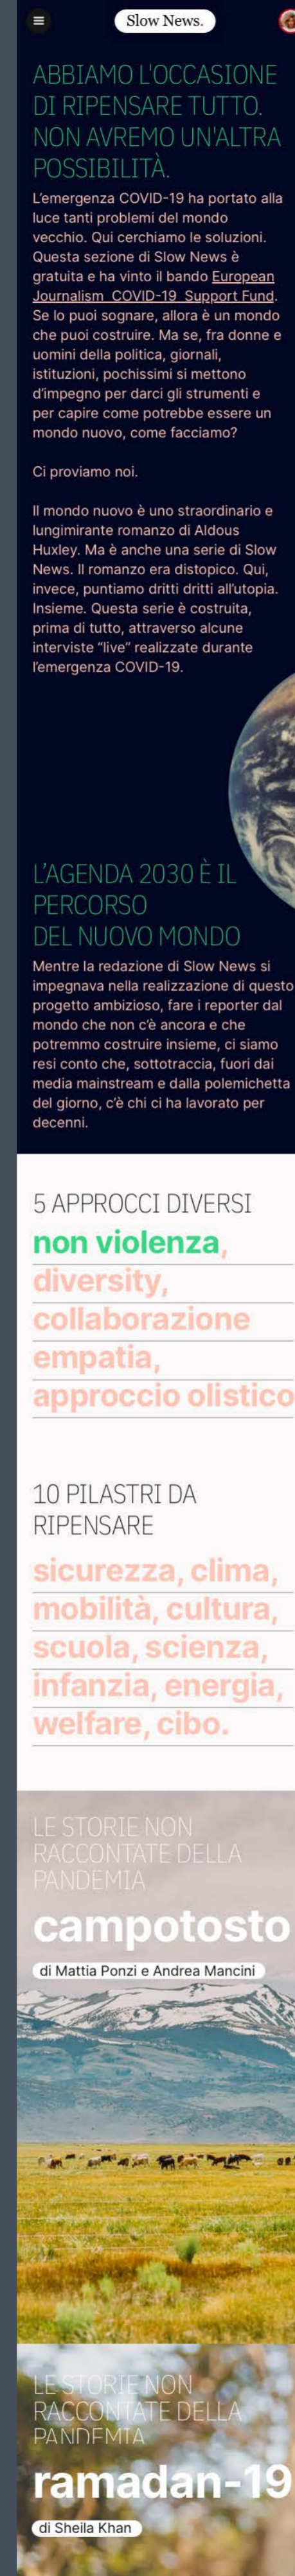 Slow News.
ABBIAMO L'OCCASIONE
DI RIPENSARE TUTTO.
NON AVREMO UN'ALTRA
POSSIBILITÀ.
L'emergenza COVID-19 ha portato alla
luce tanti problemi del mondo
vecchio. Qui cerchiamo le soluzioni.
Questa sezione di Slow News è
gratuita e ha vinto il bando European
Journalism COVID-19 Support Fund.
Se lo puoi sognare, allora è un mondo
che puoi costruire. Ma se, fra donne e
uomini della politica, giornali,
istituzioni, pochissimi si mettono
d'impegno per darci gli strumenti e
per capire come potrebbe essere un
mondo nuovo, come facciamo?
Ci proviamo noi.
Il mondo nuovo è uno straordinario e
lungimirante romanzo di Aldous
Huxley. Ma è anche una serie di Slow
News. Il romanzo era distopico. Qui,
invece, puntiamo dritti dritti all'utopia.
Insieme. Questa serie è costruita,
prima di tutto, attraverso alcune
interviste “live” realizzate durante
l'emergenza COVID-19.
L'AGENDA 2030 È IL
PERCORSO
DEL NUOVO MONDO
Mentre la redazione di Slow News si
impegnava nella realizzazione di questo
progetto ambizioso, fare i reporter dal
mondo che non c'è ancora e che
potremmo costruire insieme, ci siamo
resi conto che, sottotraccia, fuori dai
media mainstream e dalla polemichetta
del giorno, c'è chi ci ha lavorato per
decenni.
5 APPROCCI DIVERSI
non violenza,
diversity,
collaborazione
empatia,
approccio olistico
10 PILASTRI DA
RIPENSARE
sicurezza, clima,
mobilità, cultura,
scuola, scienza,
infanzia, energia,
welfare, cibo.
LE STORIE NON
RACCONTATE DELLA
PANDEMIA
campotosto
di Mattia Ponzi e Andrea Mancini
LE STORIE NON
RACCONTATE DELLA
PANDEMIA
ramadan-19
di Sheila Khan